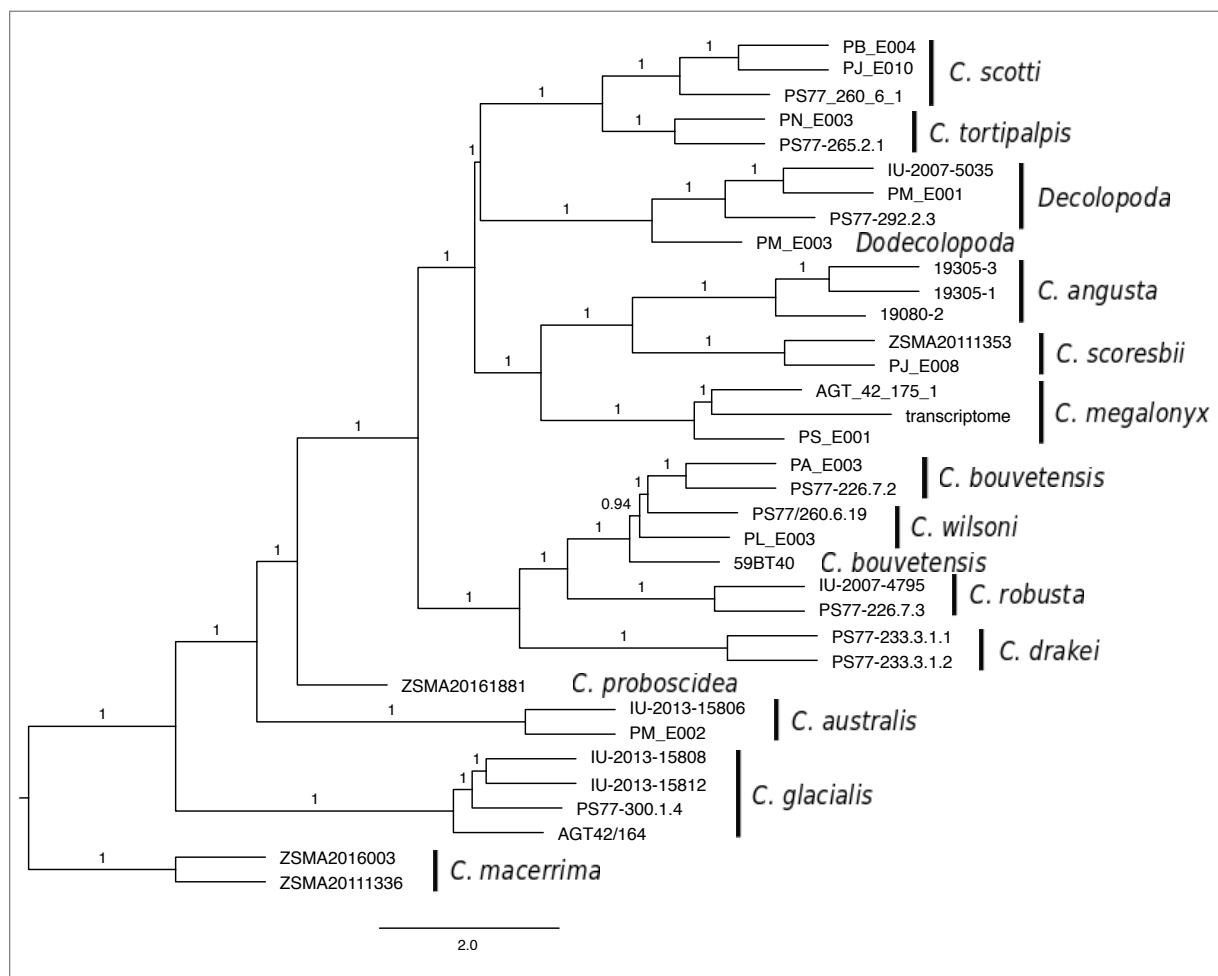 1
PB_E004
1
PJ_E010
C. scotti
1
PS77_260_6_1
1
PN_E003
C. tortipalpis
PS77-265.2.1
1
1
IU-2007-5035
1
PM_E001
Decolopoda
1
PS77-292.2.3
PM_E003 Dodecolopoda
1
1
19305-3
1
19305-1
C. angusta
19080-2
1
1
ZSMA20111353
C. scoresbii
PJ_E008
1
1
AGT_42_175_1
C. megalonyx
1
transcriptome
PS_E001
1
1
PA_E003
C. bouvetensis
1
PS77-226.7.2
0.94
PS77/260.6.19
C. wilsoni
1
PL_E003
59BT40 C. bouvetensis
1
IU-2007-4795
C. robusta
1
PS77-226.7.3
1
1
PS77-233.3.1.1
C. drakei
PS77-233.3.1.2
1
ZSMA20161881 C. proboscidea
1
IU-2013-15806
C. australis
1
PM_E002
1
1
IU-2013-15808
1
IU-2013-15812
C. glacialis
1
PS77-300.1.4
AGT42/164
1
ZSMA2016003
C. macerrima
ZSMA20111336
2.0